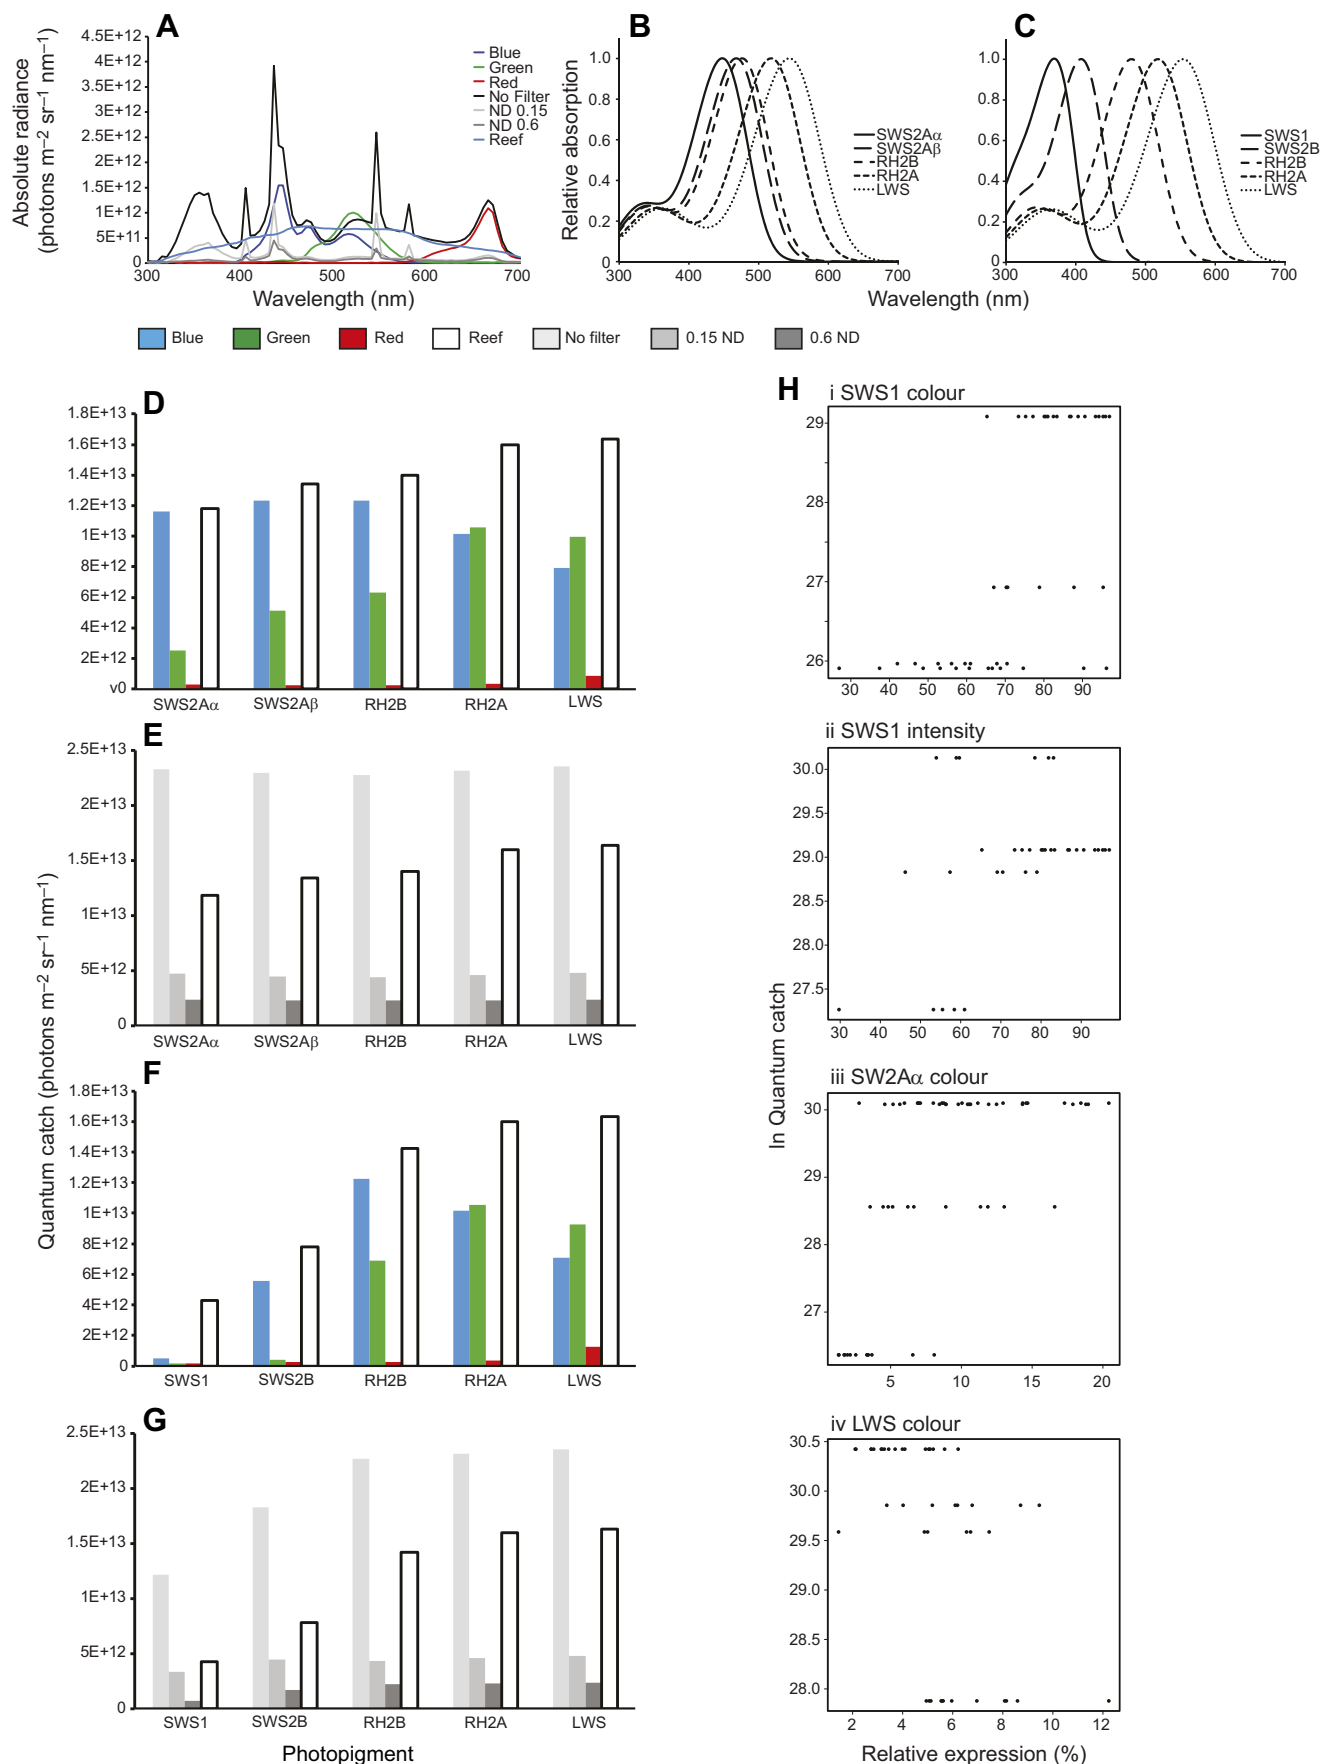 A
Absolute radiance
(photons m–2 sr–1 nm–1)
4.5E+12
4E+12
3.5E+12
3E+12
2.5E+12
2E+12
1.5E+12
1E+12
5E+11
0
300 400 500 600 700
Wavelength (nm)
Blue
Green
Red
No Filter
ND 0.15
ND 0.6
Reef
B
Relative absorption
1.0
0.8
0.6
0.4
0.2
0
300 400 500 600 700
SWS2Aα
SWS2Aβ
RH2B
RH2A
LWS
C
1.0
0.8
0.6
0.4
0.2
0
300 400 500 600 700
SWS1
SWS2B
RH2B
RH2A
LWS
Wavelength (nm)
Blue Green Red Reef No filter 0.15 ND 0.6 ND
Quantum catch (photons m–2 sr–1 nm–1)
D
1.8E+13
1.6E+13
1.4E+13
1.2E+13
1E+13
8E+12
6E+12
4E+12
2E+12
v0
SWS2Aα SWS2Aβ RH2B RH2A LWS
E
2.5E+13
2E+13
1.5E+13
1E+13
5E+12
0
SWS2Aα SWS2Aβ RH2B RH2A LWS
F
1.8E+13
1.6E+13
1.4E+13
1.2E+13
1E+13
8E+12
6E+12
4E+12
2E+12
0
SWS1 SWS2B RH2B RH2A LWS
G
2.5E+13
2E+13
1.5E+13
1E+13
5E+12
0
SWS1 SWS2B RH2B RH2A LWS
Photopigment
H
ln Quantum catch
i SWS1 colour
29
28
27
26
30 40 50 60 70 80 90
ii SWS1 intensity
30.0
29.5
29.0
28.5
28.0
27.5
30 40 50 60 70 80 90
iii SW2Aα colour
30
29
28
27
5 10 15 20
iv LWS colour
30.5
30.0
29.5
29.0
28.5
28.0
2 4 6 8 10 12
Relative expression (%)